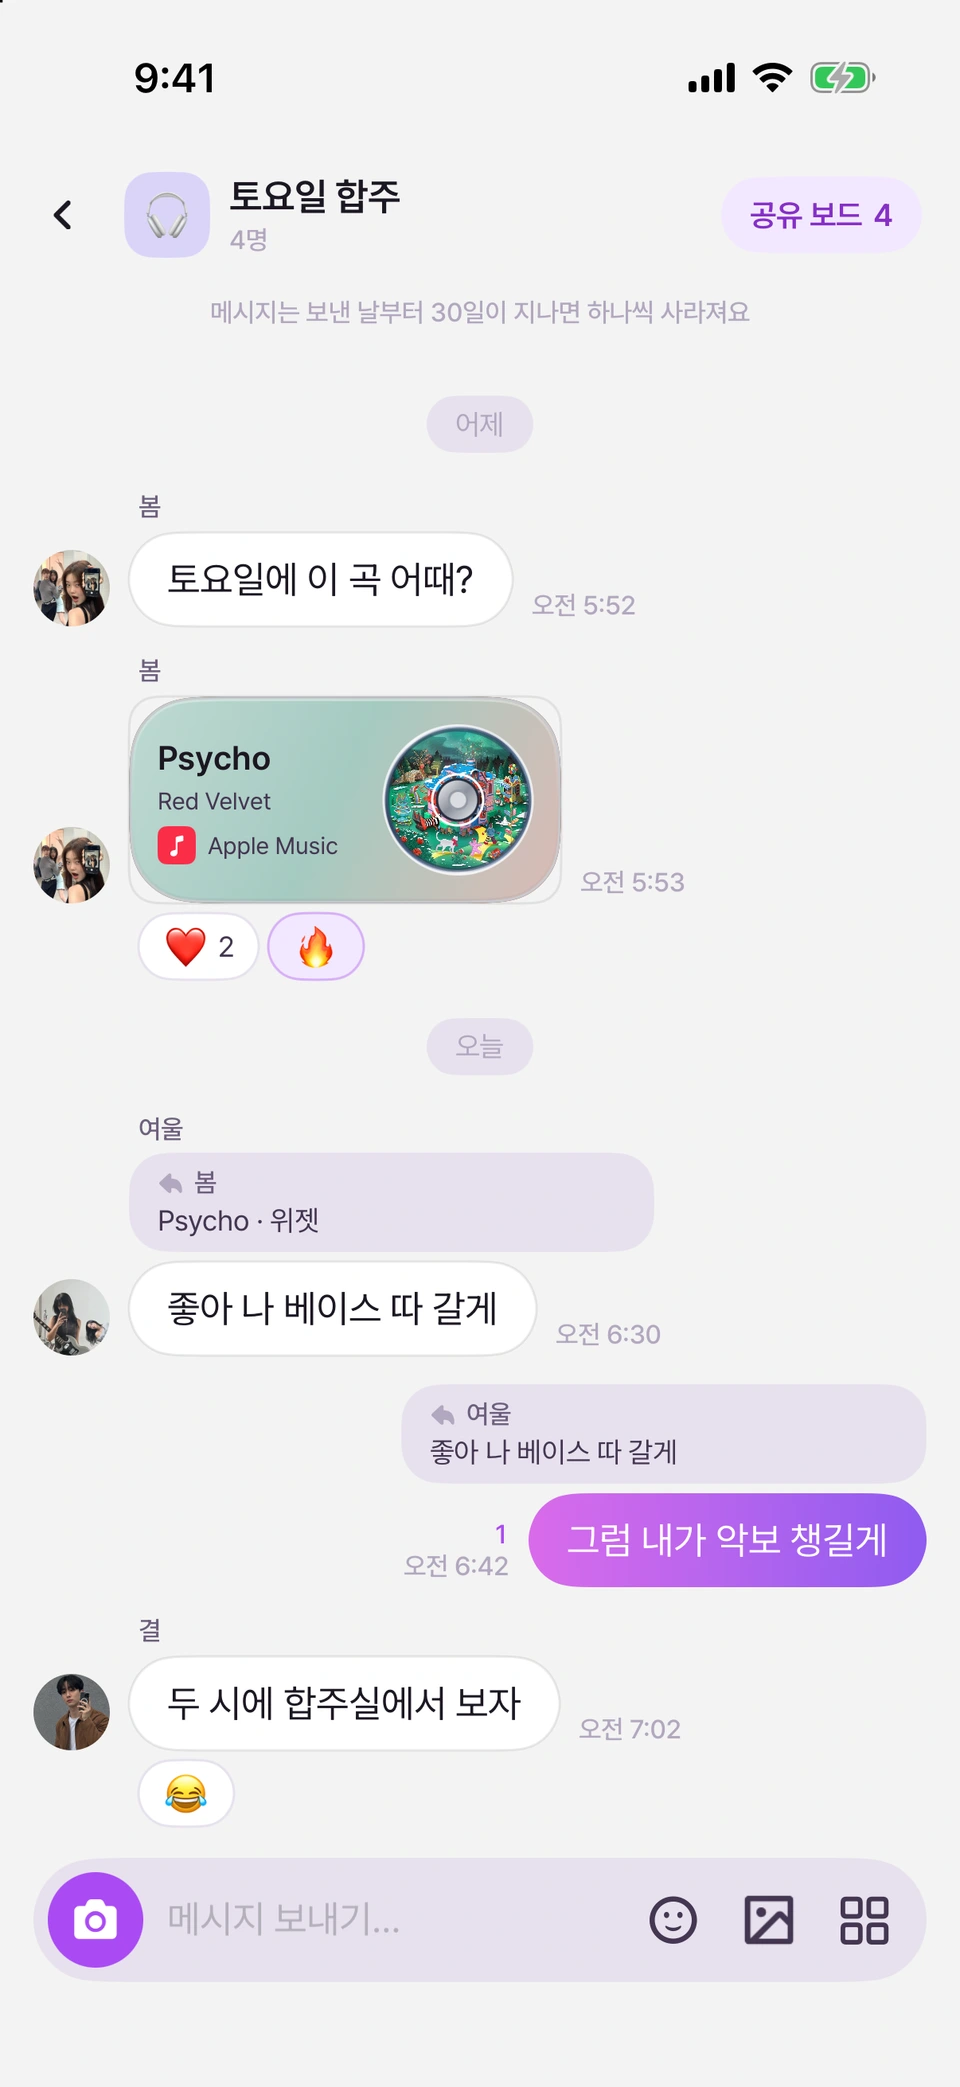 9:41
토요일 합주
4명
공유 보드 4
메시지는 보낸 날부터 30일이 지나면 하나씩 사라져요
어제
봄
토요일에 이 곡 어때?
오전 5:52
봄
Psycho
Red Velvet
Apple Music
오전 5:53
2
오늘
여울
봄
Psycho · 위젯
좋아 나 베이스 따 갈게
오전 6:30
여울
좋아 나 베이스 따 갈게
1
오전 6:42
그럼 내가 악보 챙길게
결
두 시에 합주실에서 보자
오전 7:02
메시지 보내기...